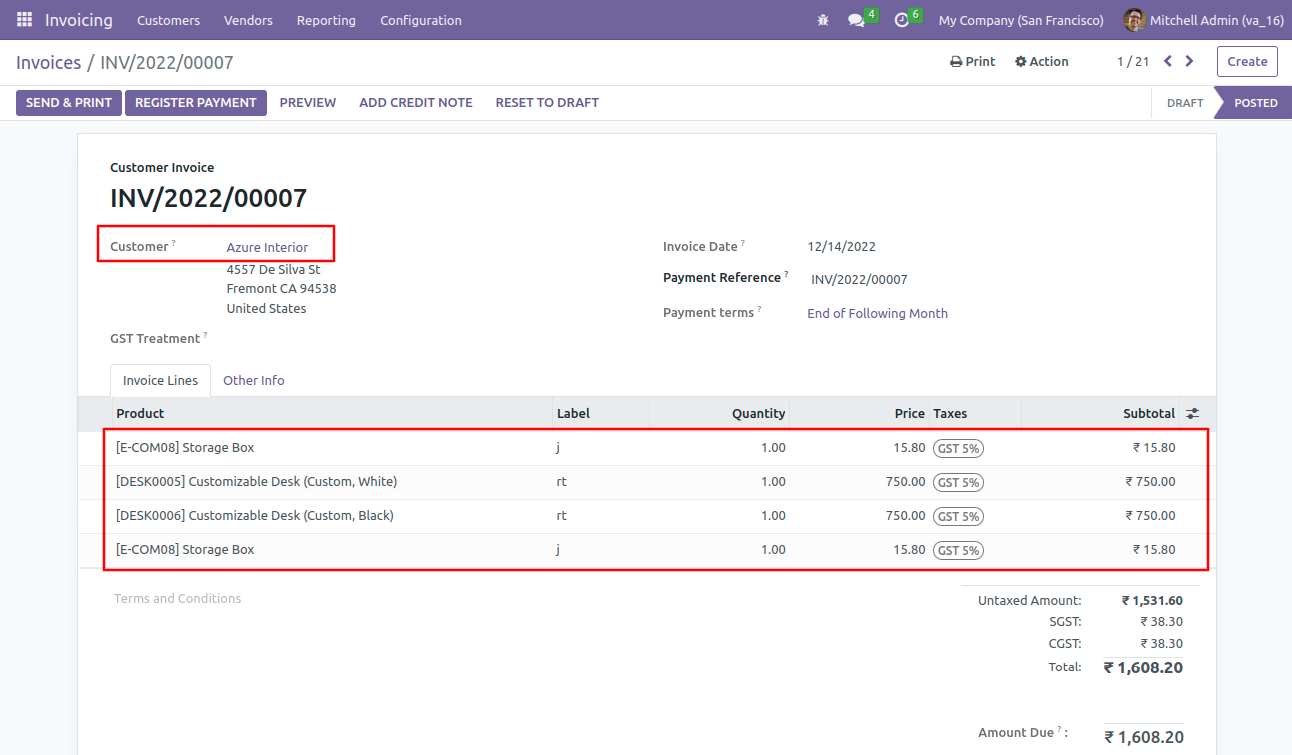 Invoicing Customers Vendors Reporting Configuration 4 6 My Company (San Francisco) Mitchell Admin (va_16)
Invoices / INV/2022/00007 Print Action 1 / 21 Create
SEND & PRINT REGISTER PAYMENT PREVIEW ADD CREDIT NOTE RESET TO DRAFT DRAFT POSTED
Customer Invoice
INV/2022/00007
Customer ? Azure Interior Invoice Date ? 12/14/2022
4557 De Silva St
Fremont CA 94538 Payment Reference ? INV/2022/00007
United States Payment terms ? End of Following Month
GST Treatment ?
Invoice Lines Other Info
Product Label Quantity Price Taxes Subtotal
[E-COM08] Storage Box j 1.00 15.80 GST 5% ₹ 15.80
[DESK0005] Customizable Desk (Custom, White) rt 1.00 750.00 GST 5% ₹ 750.00
[DESK0006] Customizable Desk (Custom, Black) rt 1.00 750.00 GST 5% ₹ 750.00
[E-COM08] Storage Box j 1.00 15.80 GST 5% ₹ 15.80
Terms and Conditions Untaxed Amount: ₹ 1,531.60
SGST: ₹ 38.30
CGST: ₹ 38.30
Total: ₹ 1,608.20
Amount Due ? : ₹ 1,608.20